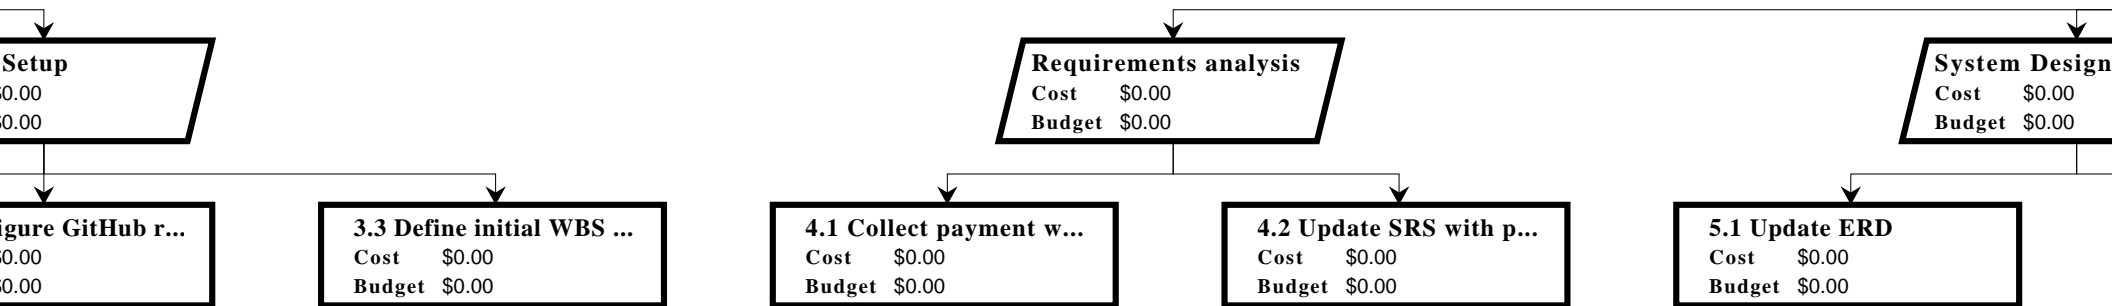 Setup
$0.00
$0.00
Requirements analysis
Cost $0.00
Budget $0.00
System Design
Cost $0.00
Budget $0.00
igure GitHub r...
$0.00
$0.00
3.3 Define initial WBS ...
Cost $0.00
Budget $0.00
4.1 Collect payment w...
Cost $0.00
Budget $0.00
4.2 Update SRS with p...
Cost $0.00
Budget $0.00
5.1 Update ERD
Cost $0.00
Budget $0.00